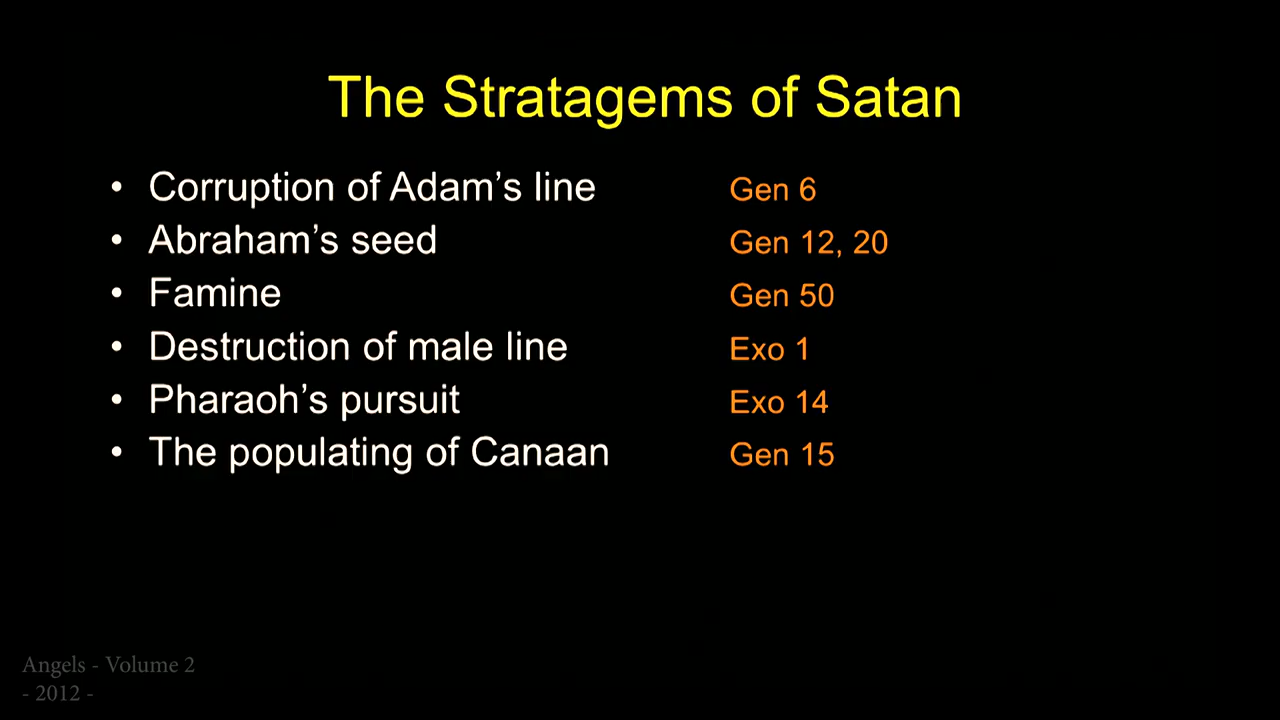 The Stratagems of Satan
• Corruption of Adam’s line Gen 6
• Abraham’s seed Gen 12, 20
• Famine Gen 50
• Destruction of male line Exo 1
• Pharaoh’s pursuit Exo 14
• The populating of Canaan Gen 15
Angels - Volume 2
- 2012 -